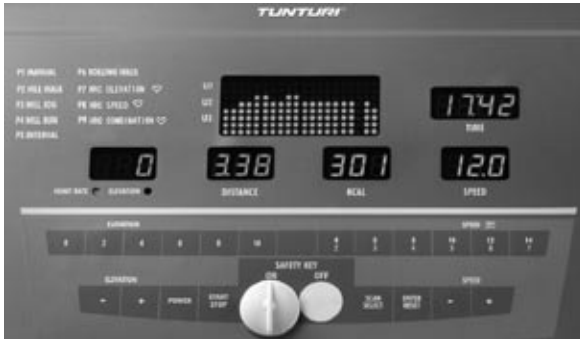 TUNTURI
P1 MANUAL P6 ROLLING HILLS
P2 HILL WALK P7 HRC ELEVATION
P3 HILL JOG P8 HRC SPEED
P4 HILL RUN P9 HRC COMBINATION
P5 INTERVAL
17.42
TIME
0 3.38 301 12.0
HEART RATE ELEVATION DISTANCE KCAL SPEED
ELEVATION SPEED
0 2 4 6 8 10
SAFETY KEY
ON OFF
ELEVATION SPEED
- + POWER START STOP SCAN SELECT ENTER RESET - +